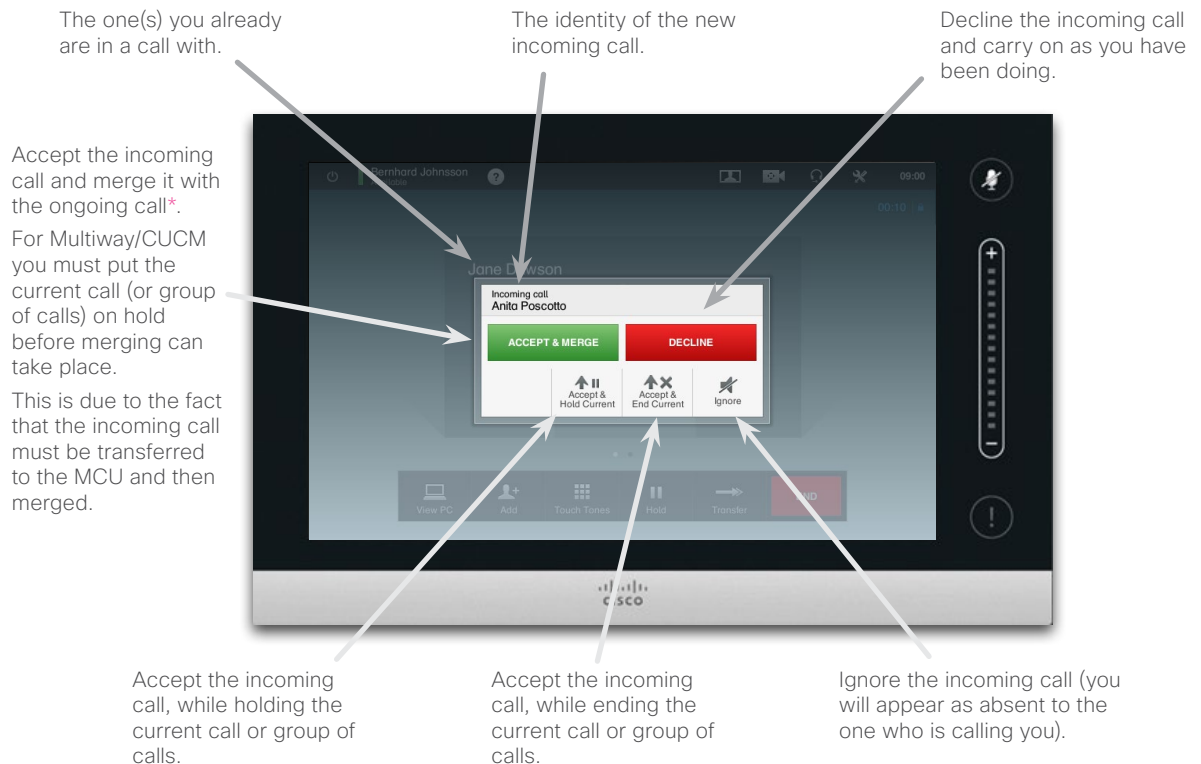 The one(s) you already
are in a call with.
The identity of the new
incoming call.
Decline the incoming call
and carry on as you have
been doing.
Accept the incoming
call and merge it with
the ongoing call*.
For Multiway/CUCM
you must put the
current call (or group
of calls) on hold
before merging can
take place.
This is due to the fact
that the incoming call
must be transferred
to the MCU and then
merged.
Bernhard Johnsson
Available
?
09:00
00:10
Jane Dawson
Incoming call
Anita Poscotto
ACCEPT & MERGE
DECLINE
Accept &
Hold Current
Accept &
End Current
Ignore
View PC
Add
Touch Tones
Hold
Transfer
END
+
−
!
cisco
Accept the incoming
call, while holding the
current call or group of
calls.
Accept the incoming
call, while ending the
current call or group of
calls.
Ignore the incoming call (you
will appear as absent to the
one who is calling you).